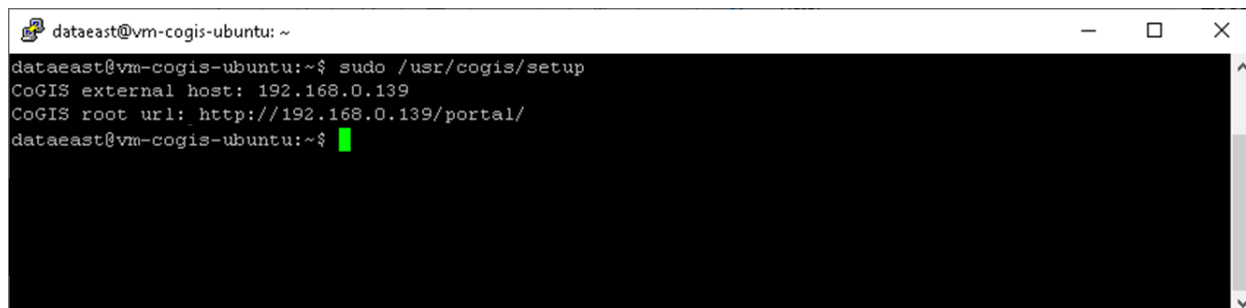 dataeast@vm-cogis-ubuntu: ~
dataeast@vm-cogis-ubuntu:~$ sudo /usr/cogis/setup
CoGIS external host: 192.168.0.139
CoGIS root url: http://192.168.0.139/portal/
dataeast@vm-cogis-ubuntu:~$